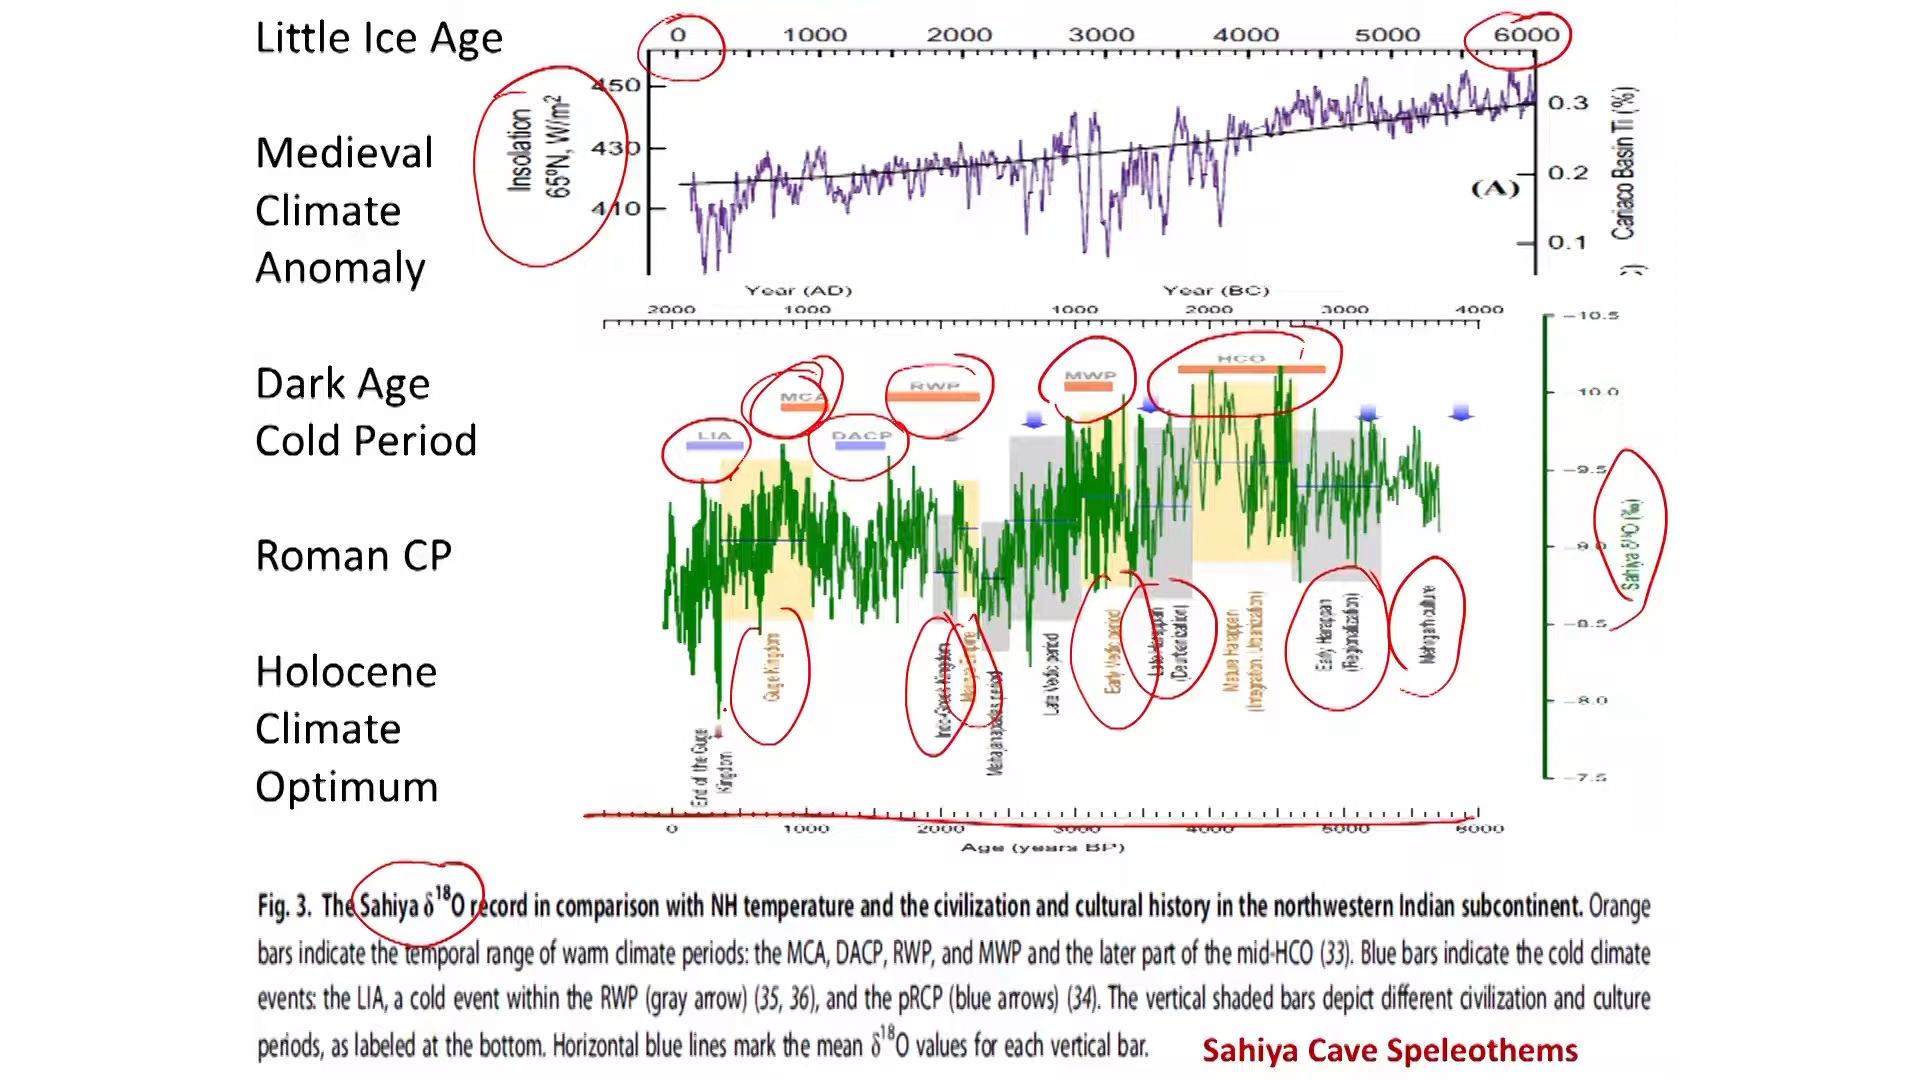 Little Ice Age
Medieval
Climate
Anomaly
Dark Age
Cold Period
Roman CP
Holocene
Climate
Optimum
0 1000 2000 3000 4000 5000 6000
450
430
410
Insolation
65°N, W/m²
0.3
0.2
0.1
Cariaco Basin Ti (%)
(A)
Year (AD) Year (BC)
2000 1000 1000 2000 3000 4000
LIA
MCA
DACP
RWP
MWP
HCO
−10.5
−10.0
−9.5
−9.0
−8.5
−8.0
−7.5
Sahiya δ¹⁸O (‰)
End of the Guge
Kingdom
Guge Kingdom
Indo-Greek Kingdom
Mahajanapadas period
Late Vedic period
Early Vedic period
Late Harappan
(Deurbanization)
Mature Harappan
(Integration, Urbanization)
Early Harappan
(Regionalization)
Mehrgarh culture
0 1000 2000 3000 4000 5000 6000
Age (years BP)
Fig. 3. The Sahiya δ¹⁸O record in comparison with NH temperature and the civilization and cultural history in the northwestern Indian subcontinent. Orange
bars indicate the temporal range of warm climate periods: the MCA, DACP, RWP, and MWP and the later part of the mid-HCO (33). Blue bars indicate the cold climate
events: the LIA, a cold event within the RWP (gray arrow) (35, 36), and the pRCP (blue arrows) (34). The vertical shaded bars depict different civilization and culture
periods, as labeled at the bottom. Horizontal blue lines mark the mean δ¹⁸O values for each vertical bar.
Sahiya Cave Speleothems